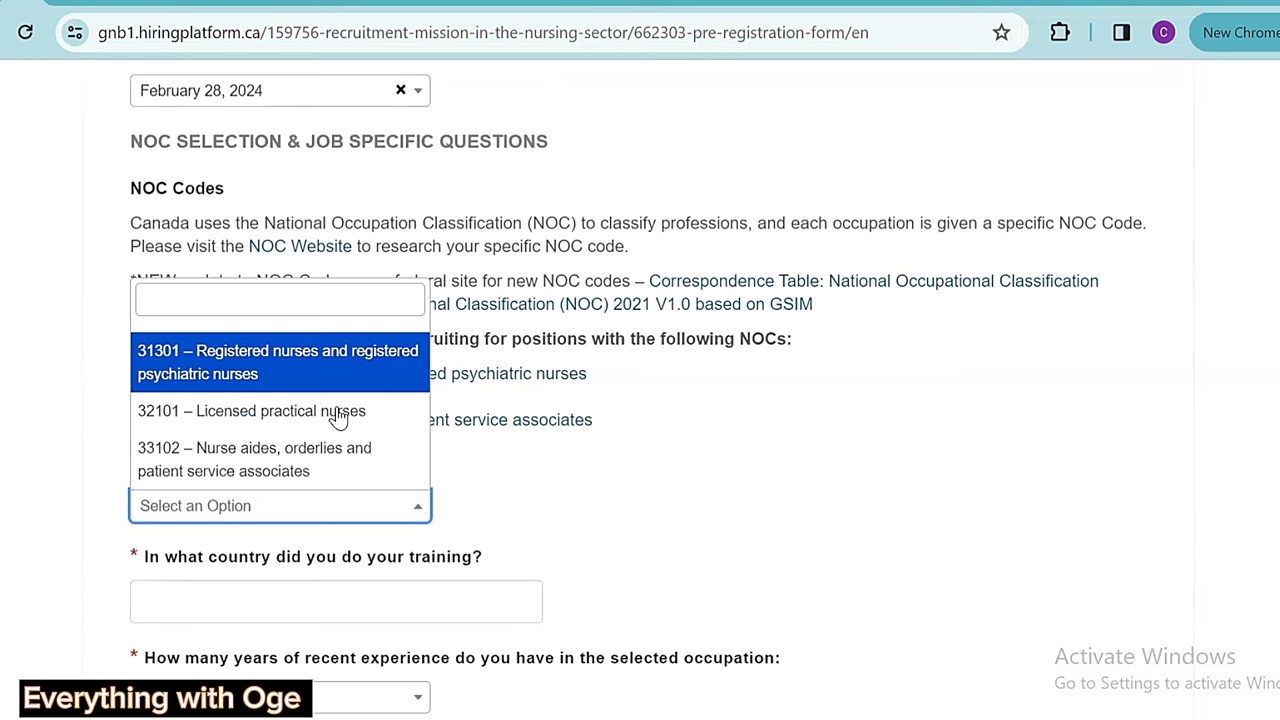 gnb1.hiringplatform.ca/159756-recruitment-mission-in-the-nursing-sector/662303-pre-registration-form/en
C
New Chrome
February 28, 2024
NOC SELECTION & JOB SPECIFIC QUESTIONS
NOC Codes
Canada uses the National Occupation Classification (NOC) to classify professions, and each occupation is given a specific NOC Code.
Please visit the NOC Website to research your specific NOC code.
site for new NOC codes – Correspondence Table: National Occupational Classification
Classification (NOC) 2021 V1.0 based on GSIM
for positions with the following NOCs:
31301 – Registered nurses and registered
psychiatric nurses
psychiatric nurses
32101 – Licensed practical nurses
service associates
33102 – Nurse aides, orderlies and
patient service associates
Select an Option
* In what country did you do your training?
* How many years of recent experience do you have in the selected occupation:
Activate Windows
Go to Settings to activate
Everything with Oge